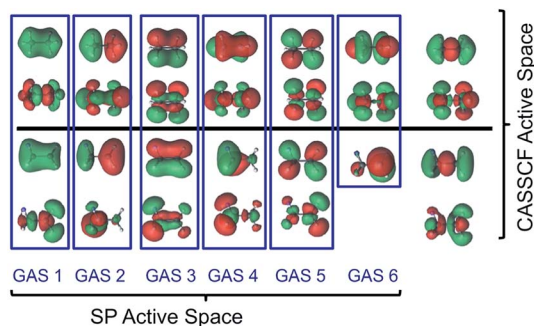 GAS 1 GAS 2 GAS 3 GAS 4 GAS 5 GAS 6
SP Active Space
CASSCF Active Space